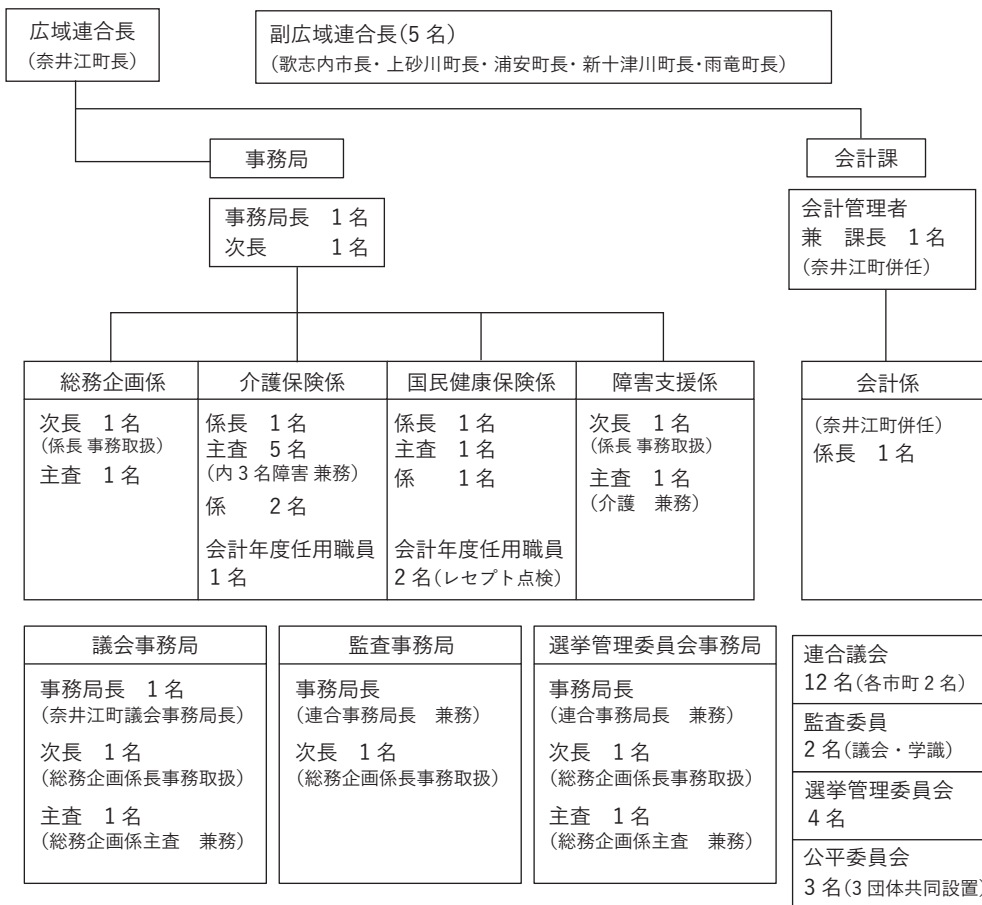 広域連合長
(奈井江町長)
副広域連合長(5名)
(歌志内市長・上砂川町長・浦安町長・新十津川町長・雨竜町長)
事務局
会計課
事務局長 1名
次長 1名
会計管理者
兼 課長 1名
(奈井江町併任)
総務企画係
次長 1名
(係長 事務取扱)
主査 1名
介護保険係
係長 1名
主査 5名
(内3名障害 兼務)
係 2名
会計年度任用職員
1名
国民健康保険係
係長 1名
主査 1名
係 1名
会計年度任用職員
2名(レセプト点検)
障害支援係
次長 1名
(係長 事務取扱)
主査 1名
(介護 兼務)
会計係
(奈井江町併任)
係長 1名
議会事務局
事務局長 1名
(奈井江町議会事務局長)
次長 1名
(総務企画係長事務取扱)
主査 1名
(総務企画係主査 兼務)
監査事務局
事務局長
(連合事務局長 兼務)
次長 1名
(総務企画係長事務取扱)
選挙管理委員会事務局
事務局長
(連合事務局長 兼務)
次長 1名
(総務企画係長事務取扱)
主査 1名
(総務企画係主査 兼務)
連合議会
12名(各市町2名)
監査委員
2名(議会・学識)
選挙管理委員会
4名
公平委員会
3名(3団体共同設置)